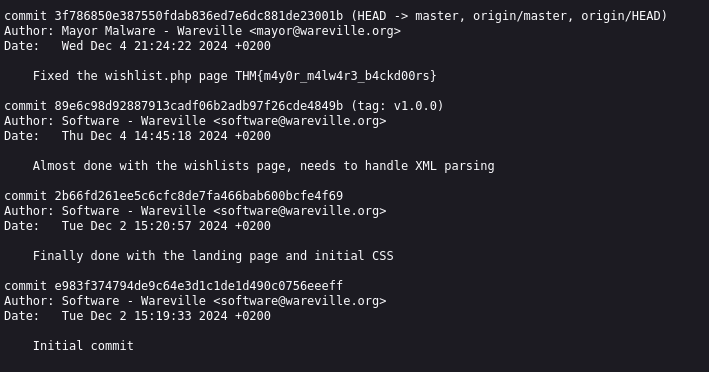 commit 3f786850e387550fdab836ed7e6dc881de23001b (HEAD -> master, origin/master, origin/HEAD)
Author: Mayor Malware - Wareville <mayor@wareville.org>
Date:   Wed Dec 4 21:24:22 2024 +0200
Fixed the wishlist.php page THM{m4y0r_m4lw4r3_b4ckd00rs}
commit 89e6c98d92887913cadf06b2adb97f26cde4849b (tag: v1.0.0)
Author: Software - Wareville <software@wareville.org>
Date:   Thu Dec 4 14:45:18 2024 +0200
Almost done with the wishlists page, needs to handle XML parsing
commit 2b66fd261ee5c6cfc8de7fa466bab600bcfe4f69
Author: Software - Wareville <software@wareville.org>
Date:   Tue Dec 2 15:20:57 2024 +0200
Finally done with the landing page and initial CSS
commit e983f374794de9c64e3d1c1de1d490c0756eeeff
Author: Software - Wareville <software@wareville.org>
Date:   Tue Dec 2 15:19:33 2024 +0200
Initial commit